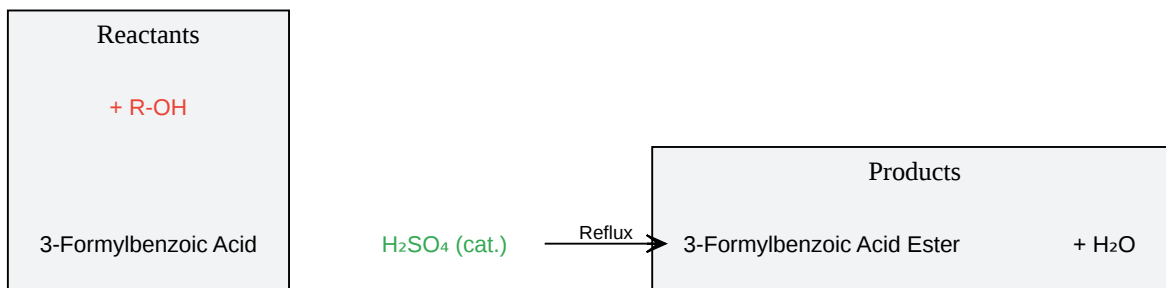 Reactants
+ R-OH
3-Formylbenzoic Acid
H₂SO₄ (cat.)
Reflux
Products
3-Formylbenzoic Acid Ester
+ H₂O